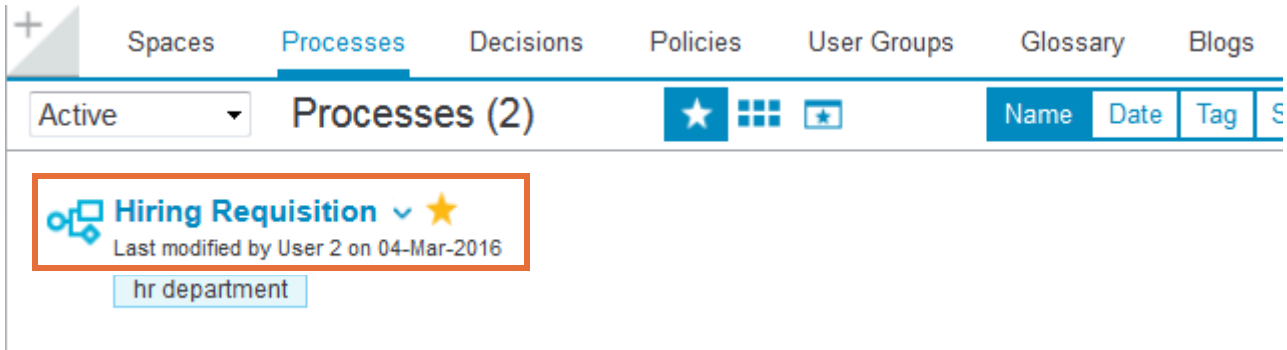 Spaces Processes Decisions Policies User Groups Glossary Blogs
Active Processes (2) Name Date Tag S
Hiring Requisition
Last modified by User 2 on 04-Mar-2016
hr department